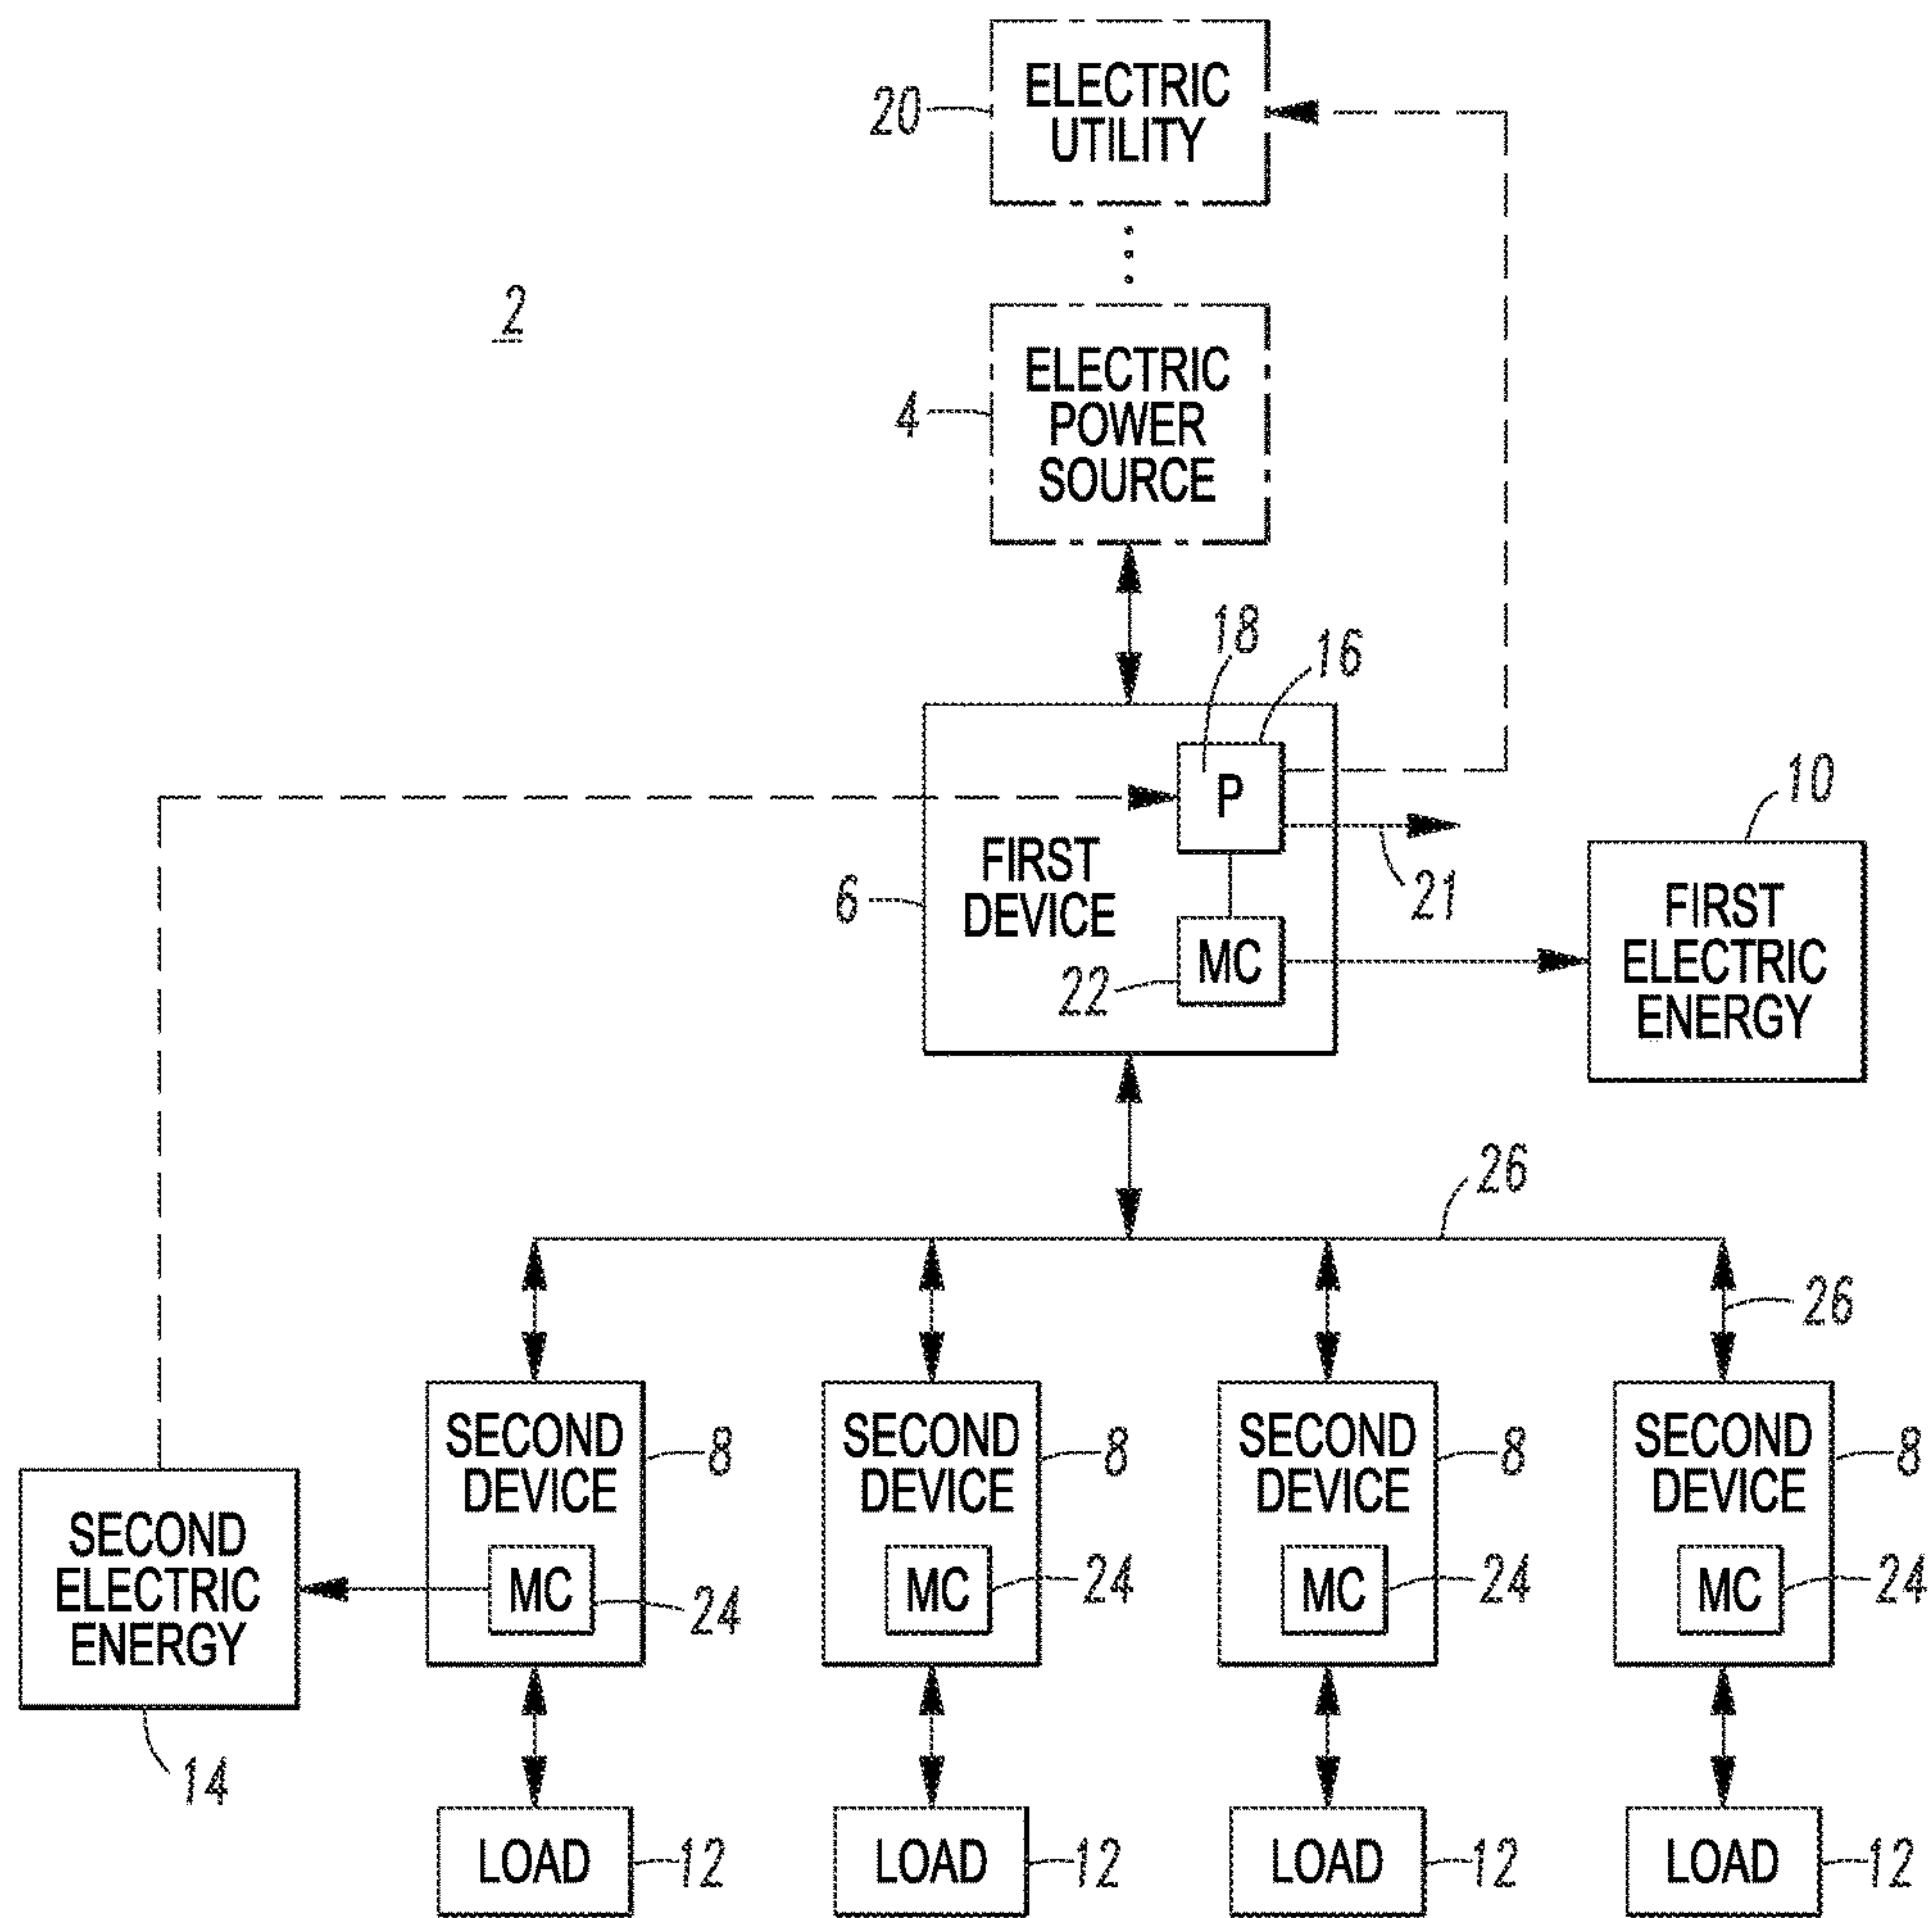 ELECTRIC
UTILITY
20
2
ELECTRIC
POWER
SOURCE
4
18
16
P
10
FIRST
DEVICE
6
21
MC
22
FIRST
ELECTRIC
ENERGY
26
26
SECOND
DEVICE
8
MC
24
SECOND
DEVICE
8
MC
24
SECOND
DEVICE
8
MC
24
SECOND
DEVICE
8
MC
24
SECOND
ELECTRIC
ENERGY
14
LOAD
12
LOAD
12
LOAD
12
LOAD
12